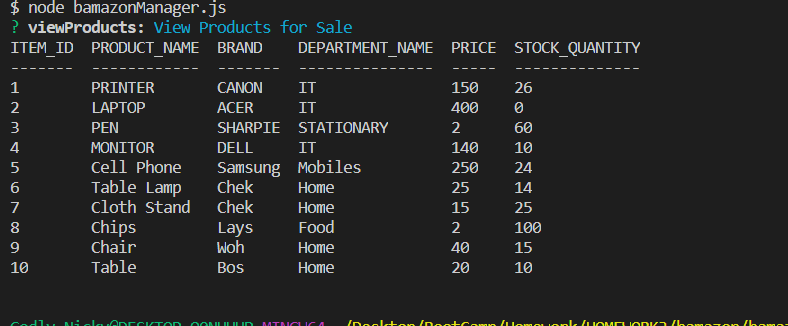 $ node bamazonManager.js
? viewProducts: View Products for Sale
ITEM_ID  PRODUCT_NAME  BRAND    DEPARTMENT_NAME  PRICE  STOCK_QUANTITY
-------  ------------  -------  ---------------  -----  --------------
1        PRINTER       CANON    IT               150    26
2        LAPTOP        ACER     IT               400    0
3        PEN           SHARPIE  STATIONARY       2      60
4        MONITOR       DELL     IT               140    10
5        Cell Phone    Samsung  Mobiles          250    24
6        Table Lamp    Chek     Home             25     14
7        Cloth Stand   Chek     Home             15     25
8        Chips         Lays     Food             2      100
9        Chair         Woh      Home             40     15
10       Table         Bos      Home             20     10